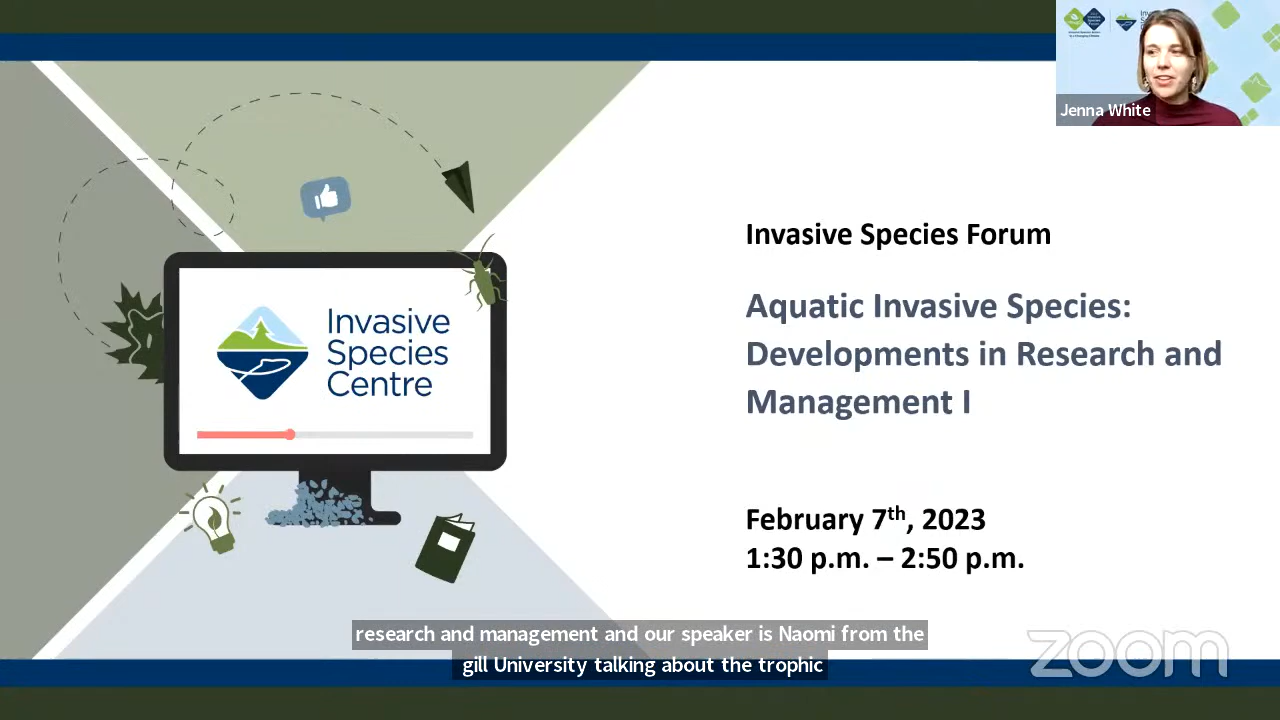 Jenna White
Invasive Species Forum
Aquatic Invasive Species:
Developments in Research and
Management I
Invasive
Species
Centre
February 7th, 2023
1:30 p.m. – 2:50 p.m.
research and management and our speaker is Naomi from the
gill University talking about the trophic
zoom